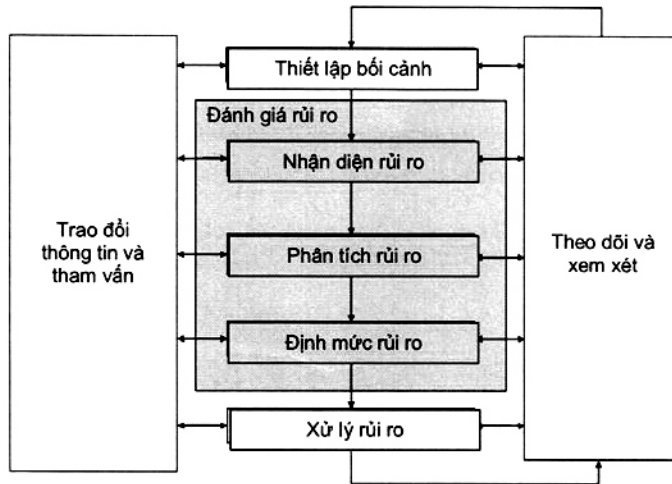 Thiết lập bối cảnh
Đánh giá rủi ro
Nhận diện rủi ro
Phân tích rủi ro
Định mức rủi ro
Xử lý rủi ro
Trao đổi
thông tin và
tham vấn
Theo dõi và
xem xét